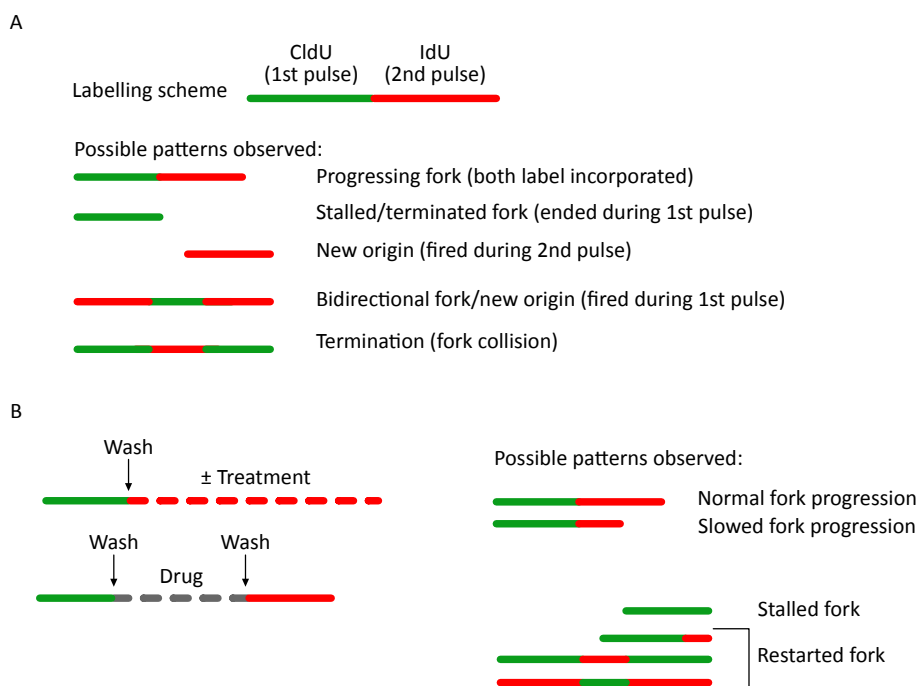 A
CldU
(1st pulse)
IdU
(2nd pulse)
Labelling scheme
Possible patterns observed:
Progressing fork (both label incorporated)
Stalled/terminated fork (ended during 1st pulse)
New origin (fired during 2nd pulse)
Bidirectional fork/new origin (fired during 1st pulse)
Termination (fork collision)
B
Wash
± Treatment
Wash
Wash
Drug
Possible patterns observed:
Normal fork progression
Slowed fork progression
Stalled fork
Restarted fork